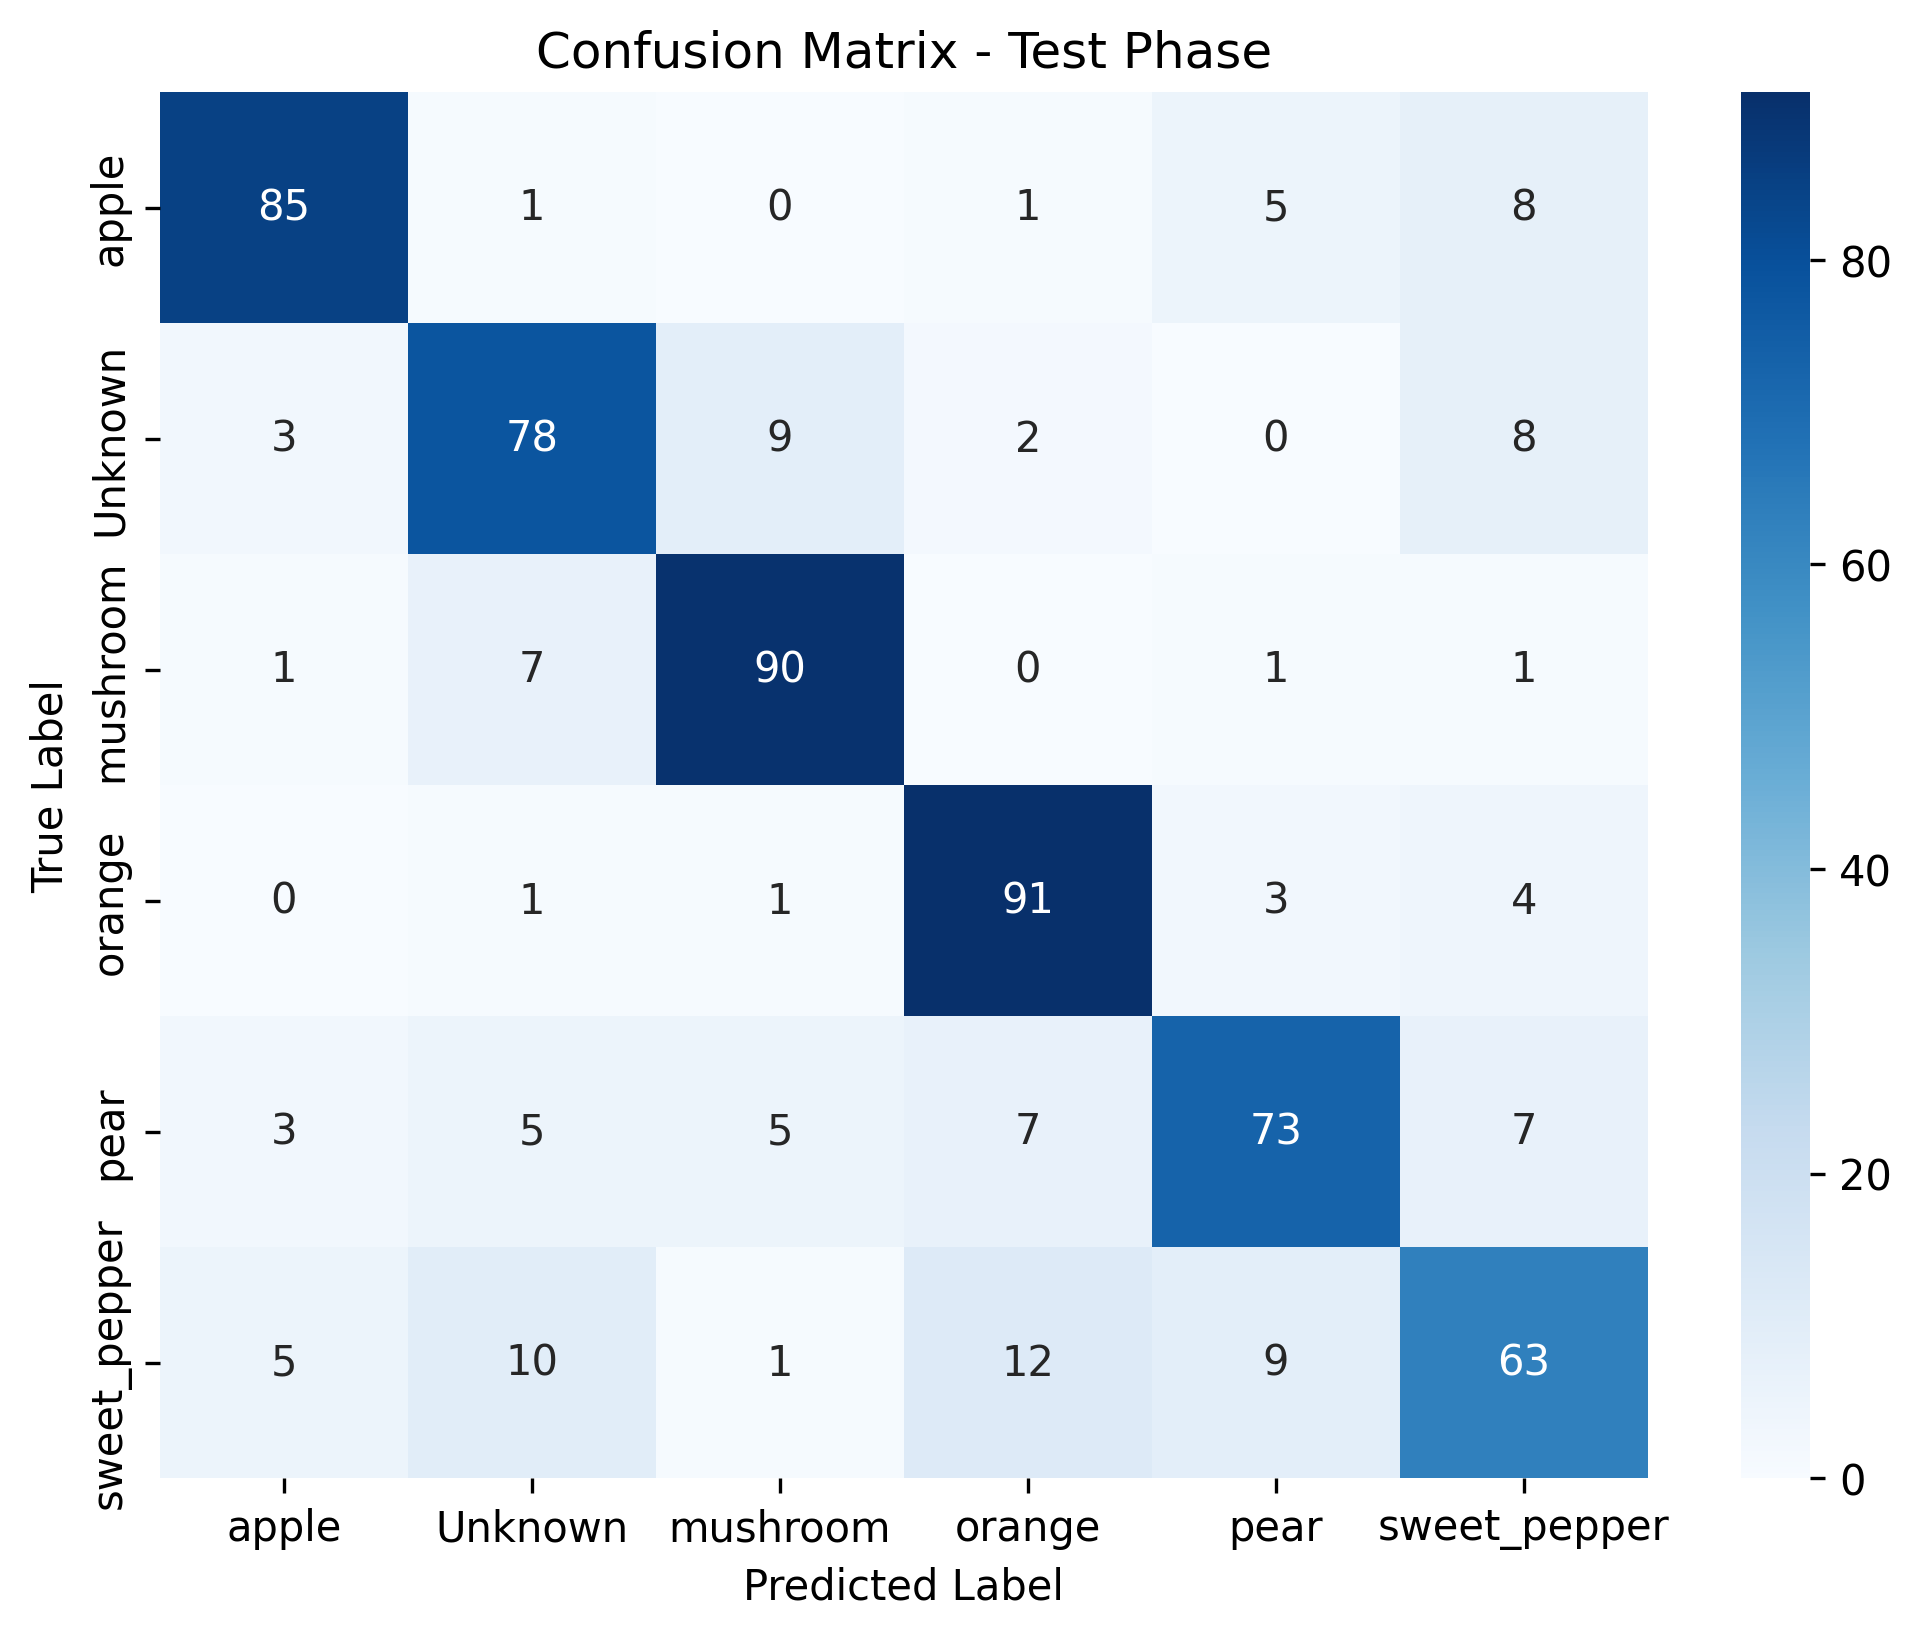 Confusion Matrix - Test Phase
True Label
apple 85 1 0 1 5 8
Unknown 3 78 9 2 0 8
mushroom 1 7 90 0 1 1
orange 0 1 1 91 3 4
pear 3 5 5 7 73 7
sweet_pepper 5 10 1 12 9 63
apple Unknown mushroom orange pear sweet_pepper
Predicted Label
80
60
40
20
0